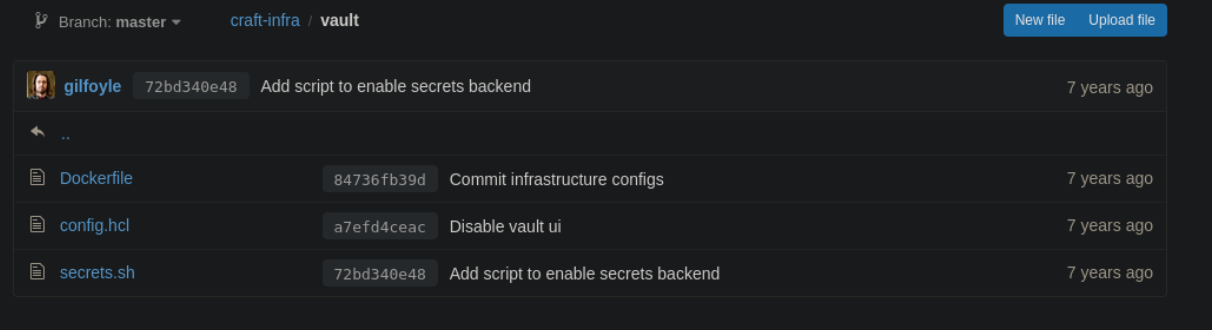 Branch: master craft-infra / vault New file Upload file
gilfoyle 72bd340e48 Add script to enable secrets backend 7 years ago
..
Dockerfile 84736fb39d Commit infrastructure configs 7 years ago
config.hcl a7efd4ceac Disable vault ui 7 years ago
secrets.sh 72bd340e48 Add script to enable secrets backend 7 years ago